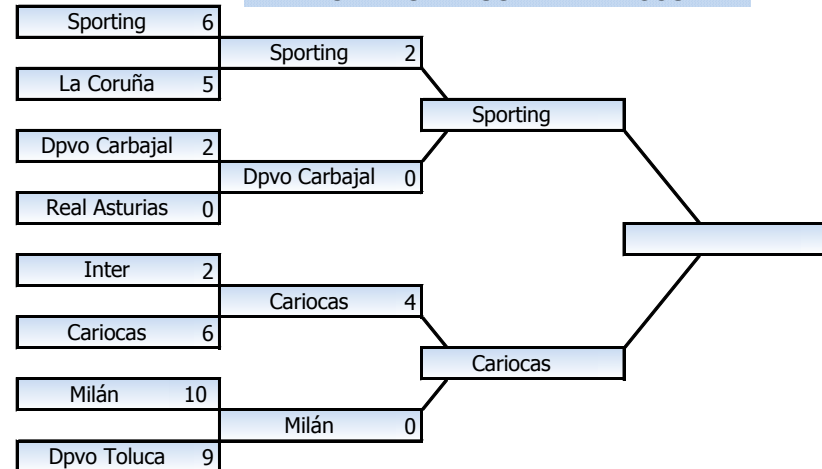 Sporting 6
Sporting 2
La Coruña 5
Sporting
Dpvo Carbajal 2
Dpvo Carbajal 0
Real Asturias 0
Inter 2
Cariocas 4
Cariocas 6
Cariocas
Milán 10
Milán 0
Dpvo Toluca 9